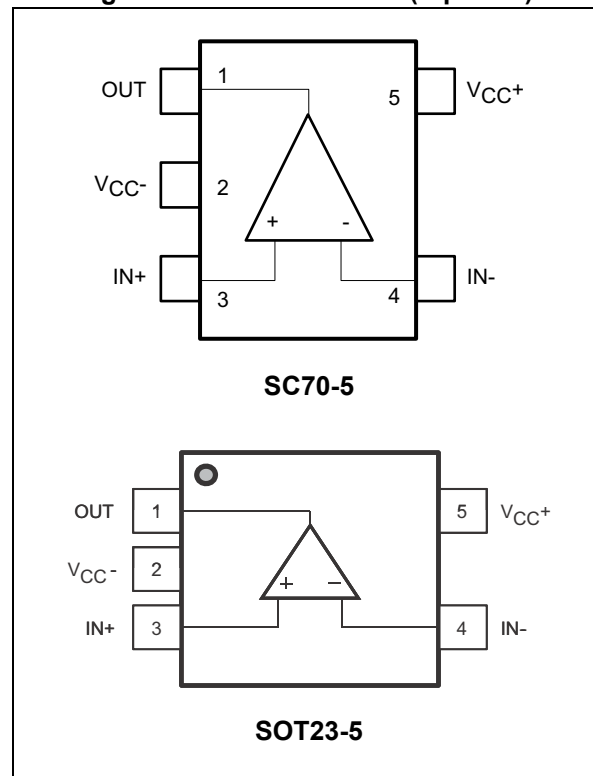 OUT
1
5
VCC+
VCC-
2
+
-
IN+
3
4
IN-
SC70-5
OUT
1
5
VCC+
VCC-
2
+ −
IN+
3
4
IN-
SOT23-5